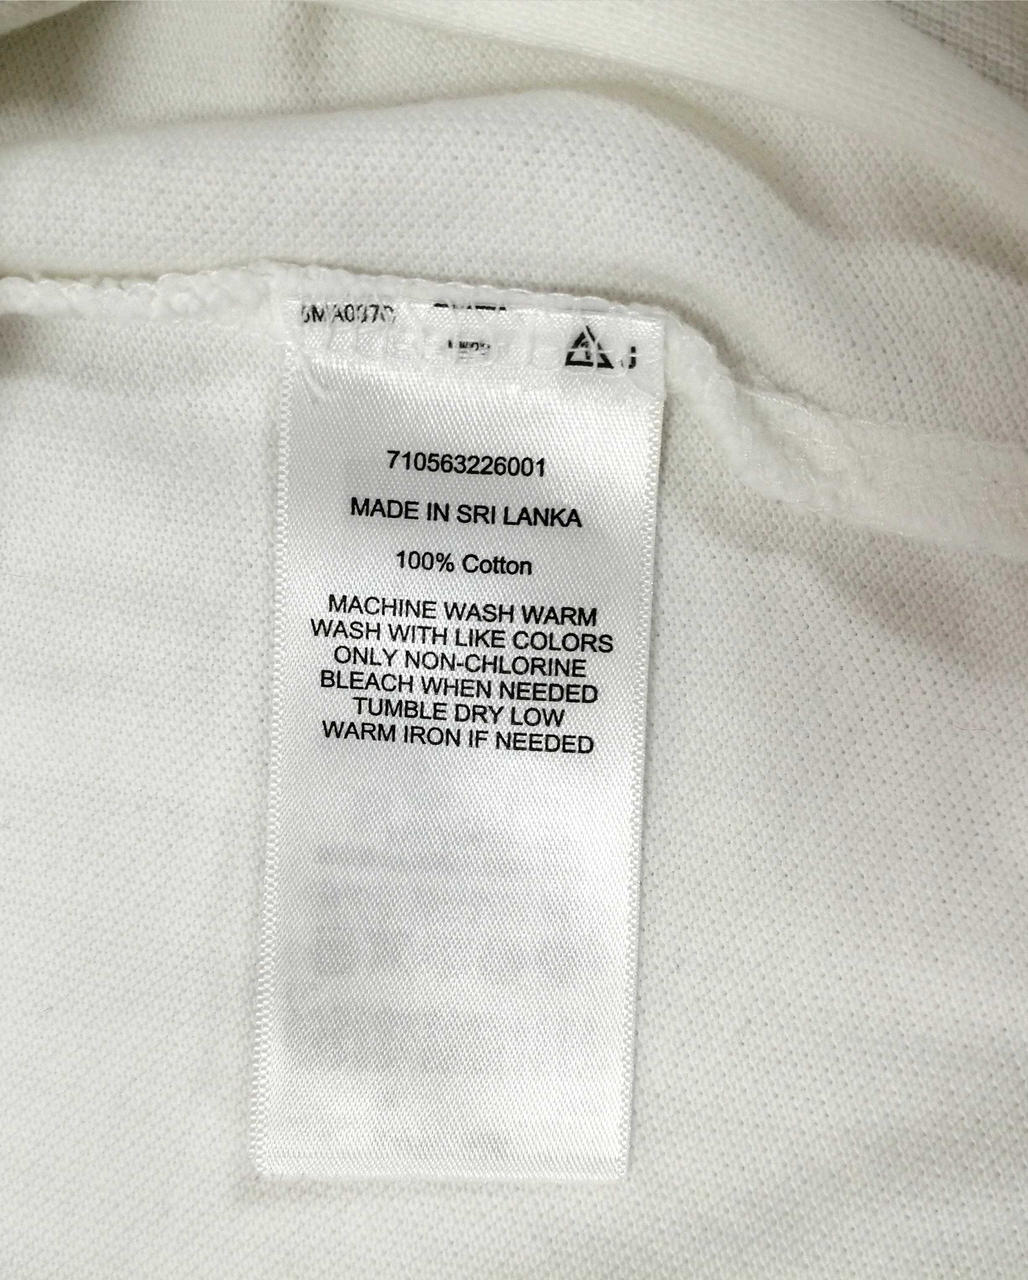 710563226001
MADE IN SRI LANKA
100% Cotton
MACHINE WASH WARM
WASH WITH LIKE COLORS
ONLY NON-CHLORINE
BLEACH WHEN NEEDED
TUMBLE DRY LOW
WARM IRON IF NEEDED